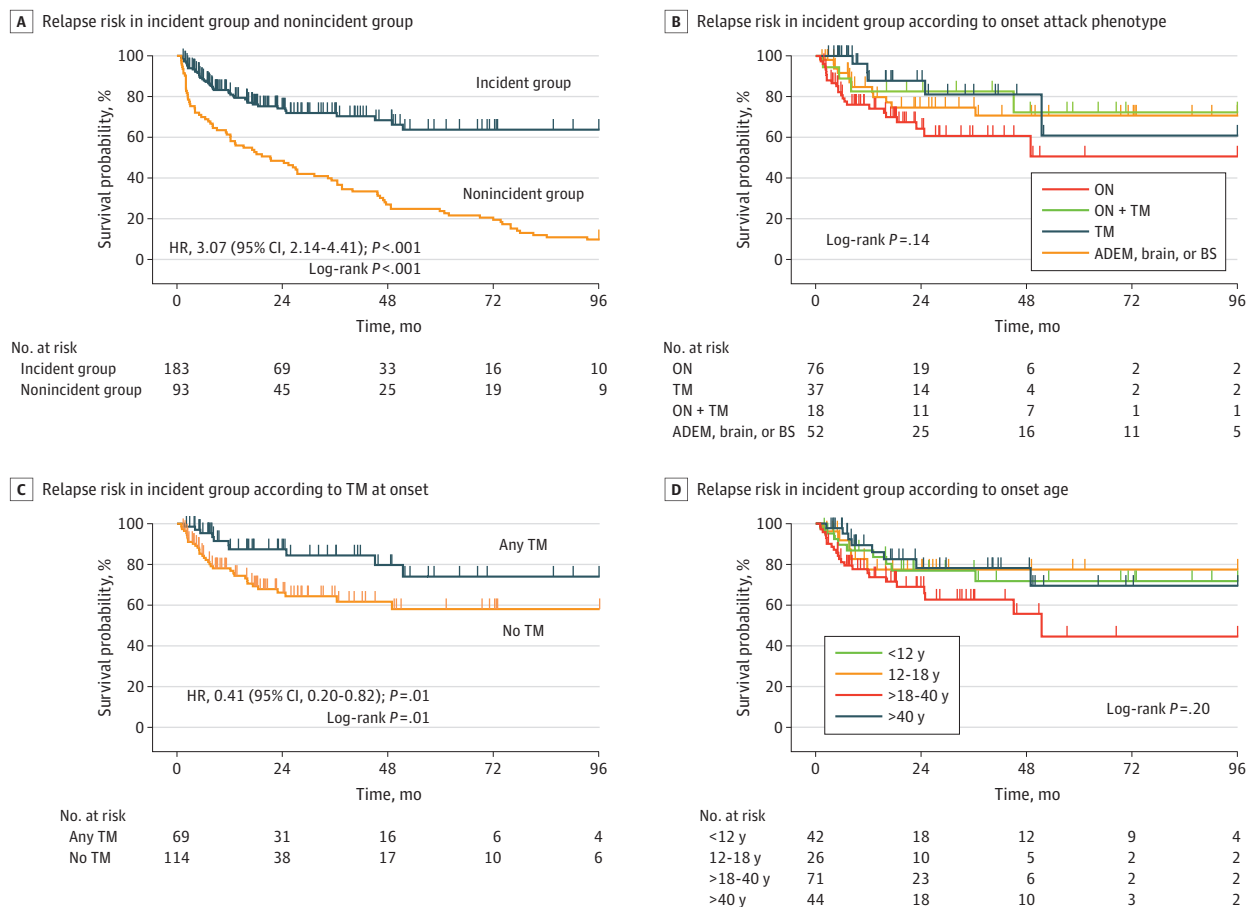 A Relapse risk in incident group and nonincident group
100
80
60
40
20
0
Survival probability, %
Incident group
Nonincident group
HR, 3.07 (95% CI, 2.14-4.41); P<.001
Log-rank P<.001
0 24 48 72 96
Time, mo
No. at risk
Incident group 183 69 33 16 10
Nonincident group 93 45 25 19 9
B Relapse risk in incident group according to onset attack phenotype
100
80
60
40
20
0
Survival probability, %
ON
ON + TM
TM
ADEM, brain, or BS
Log-rank P=.14
0 24 48 72 96
Time, mo
No. at risk
ON 76 19 6 2 2
TM 37 14 4 2 2
ON + TM 18 11 7 1 1
ADEM, brain, or BS 52 25 16 11 5
C Relapse risk in incident group according to TM at onset
100
80
60
40
20
0
Survival probability, %
Any TM
No TM
HR, 0.41 (95% CI, 0.20-0.82); P=.01
Log-rank P=.01
0 24 48 72 96
Time, mo
No. at risk
Any TM 69 31 16 6 4
No TM 114 38 17 10 6
D Relapse risk in incident group according to onset age
100
80
60
40
20
0
Survival probability, %
<12 y
12-18 y
>18-40 y
>40 y
Log-rank P=.20
0 24 48 72 96
Time, mo
No. at risk
<12 y 42 18 12 9 4
12-18 y 26 10 5 2 2
>18-40 y 71 23 6 2 2
>40 y 44 18 10 3 2